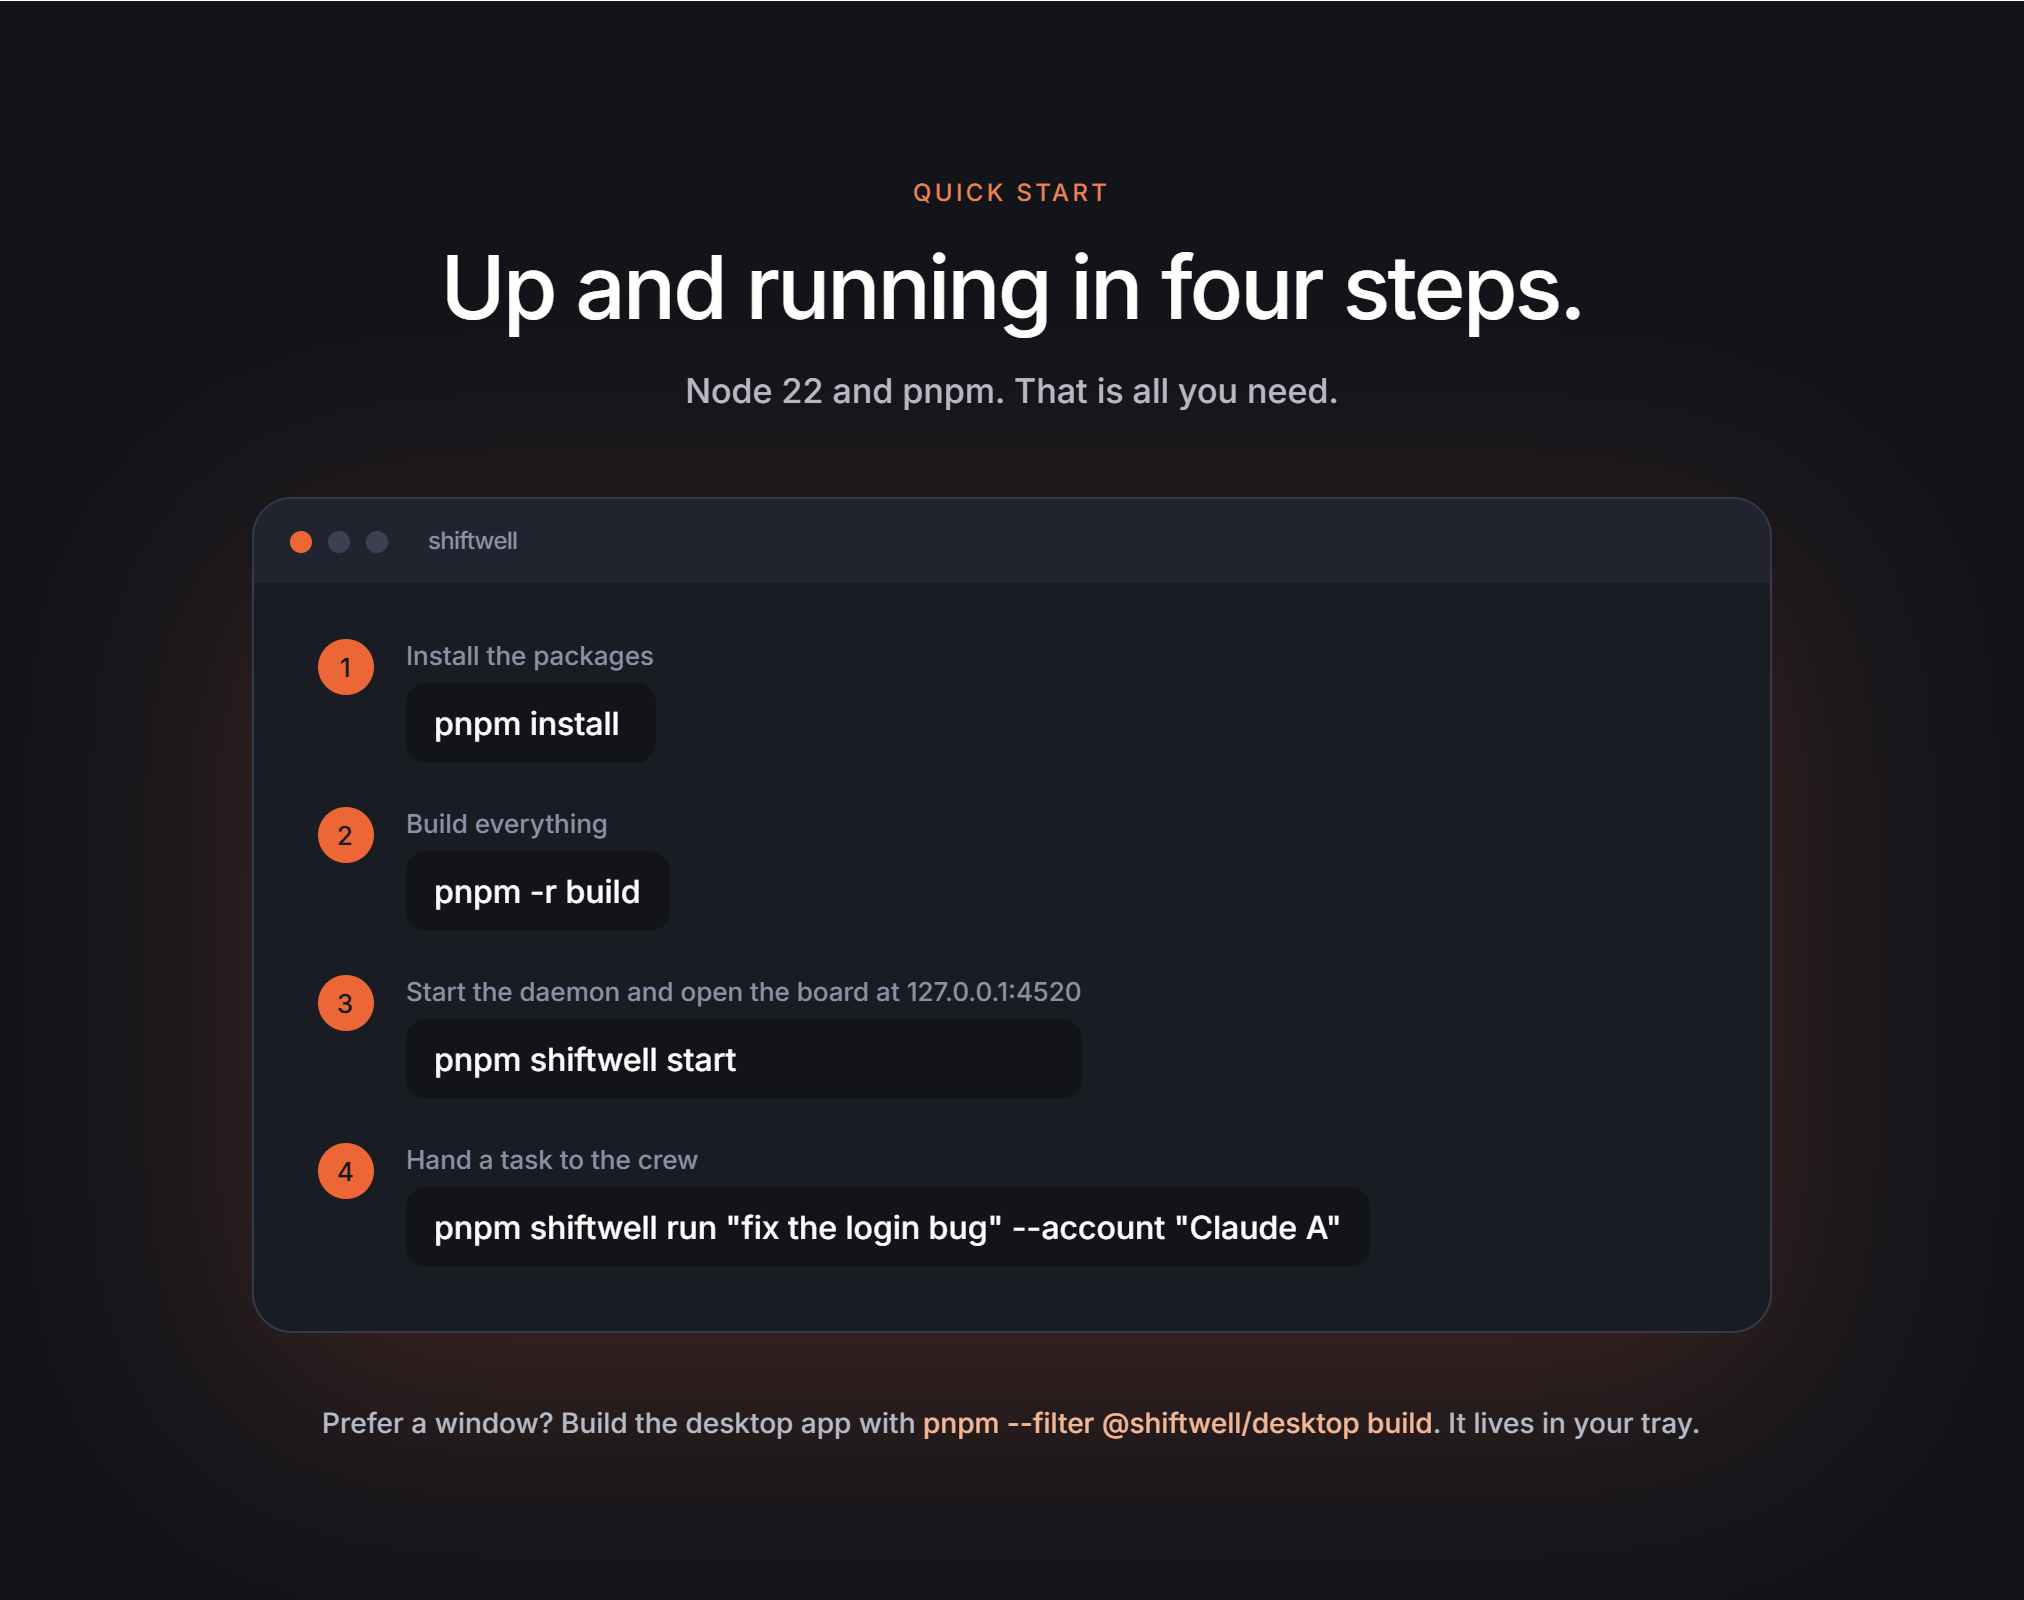 QUICK START
Up and running in four steps.
Node 22 and pnpm. That is all you need.
shiftwell
1
Install the packages
pnpm install
2
Build everything
pnpm -r build
3
Start the daemon and open the board at 127.0.0.1:4520
pnpm shiftwell start
4
Hand a task to the crew
pnpm shiftwell run "fix the login bug" --account "Claude A"
Prefer a window? Build the desktop app with pnpm --filter @shiftwell/desktop build. It lives in your tray.